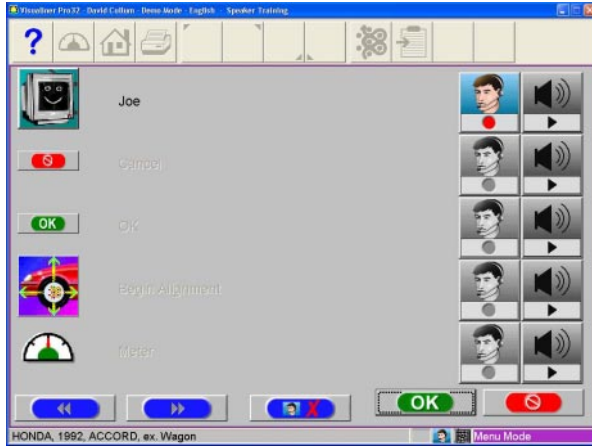 Visualiner Pro32 - David Cullum - Demo Mode - English - Speaker Training
?
Joe
Cancel
OK
Ok
Begin Alignment
Meter
OK
HONDA, 1992, ACCORD, ex. Wagon
Menu Mode